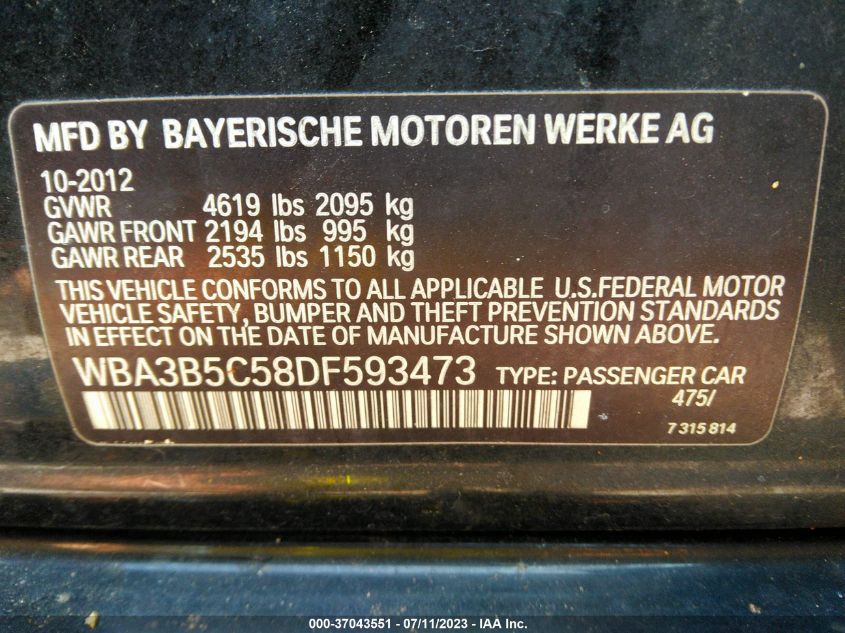 MFD BY BAYERISCHE MOTOREN WERKE AG
10-2012
GVWR 4619 lbs 2095 kg
GAWR FRONT 2194 lbs 995 kg
GAWR REAR 2535 lbs 1150 kg
THIS VEHICLE CONFORMS TO ALL APPLICABLE U.S.FEDERAL MOTOR
VEHICLE SAFETY, BUMPER AND THEFT PREVENTION STANDARDS
IN EFFECT ON THE DATE OF MANUFACTURE SHOWN ABOVE.
WBA3B5C58DF593473 TYPE: PASSENGER CAR
475/
7 315 814
000-37043551 - 07/11/2023 - IAA Inc.